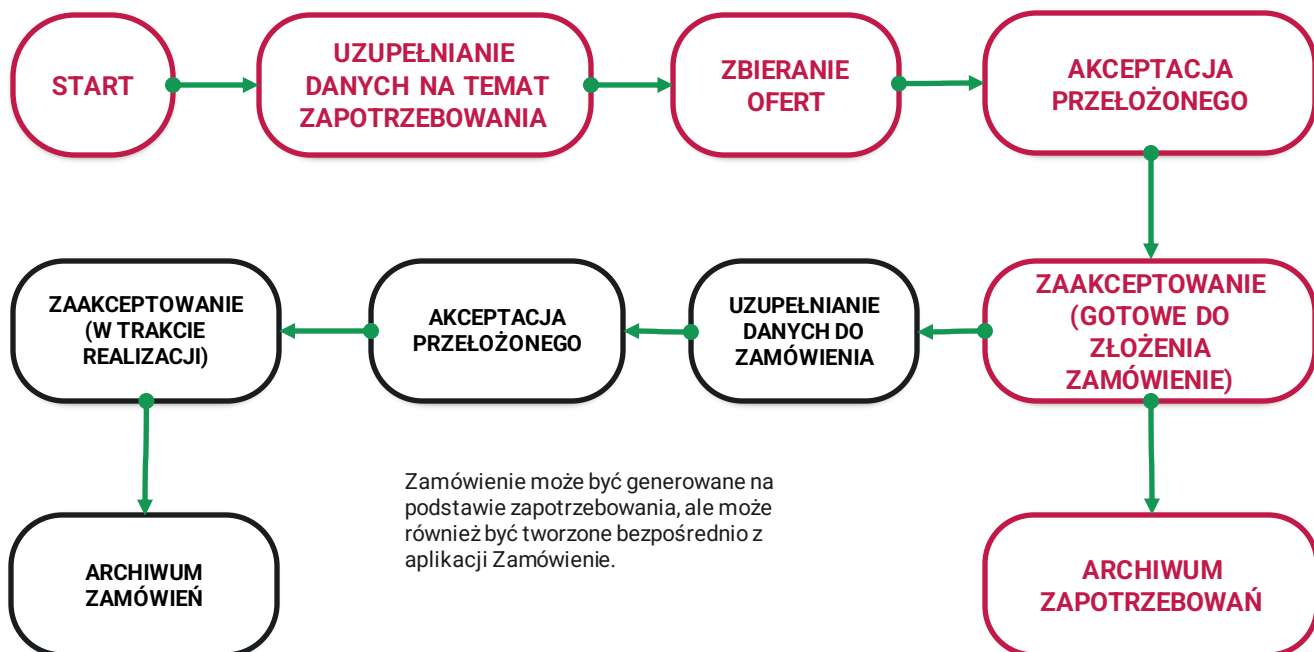 START
UZUPEŁNIANIE
DANYCH NA TEMAT
ZAPOTRZEBOWANIA
ZBIERANIE
OFERT
AKCEPTACJA
PRZEŁOŻONEGO
ZAAKCEPTOWANIE
(W TRAKCIE
REALIZACJI)
AKCEPTACJA
PRZEŁOŻONEGO
UZUPEŁNIANIE
DANYCH DO
ZAMÓWIENIA
ZAAKCEPTOWANIE
(GOTOWE DO
ZŁOŻENIA
ZAMÓWIENIE)
Zamówienie może być generowane na
podstawie zapotrzebowania, ale może
również być tworzone bezpośrednio z
aplikacji Zamówienie.
ARCHIWUM
ZAMÓWIEŃ
ARCHIWUM
ZAPOTRZEBOWAŃ